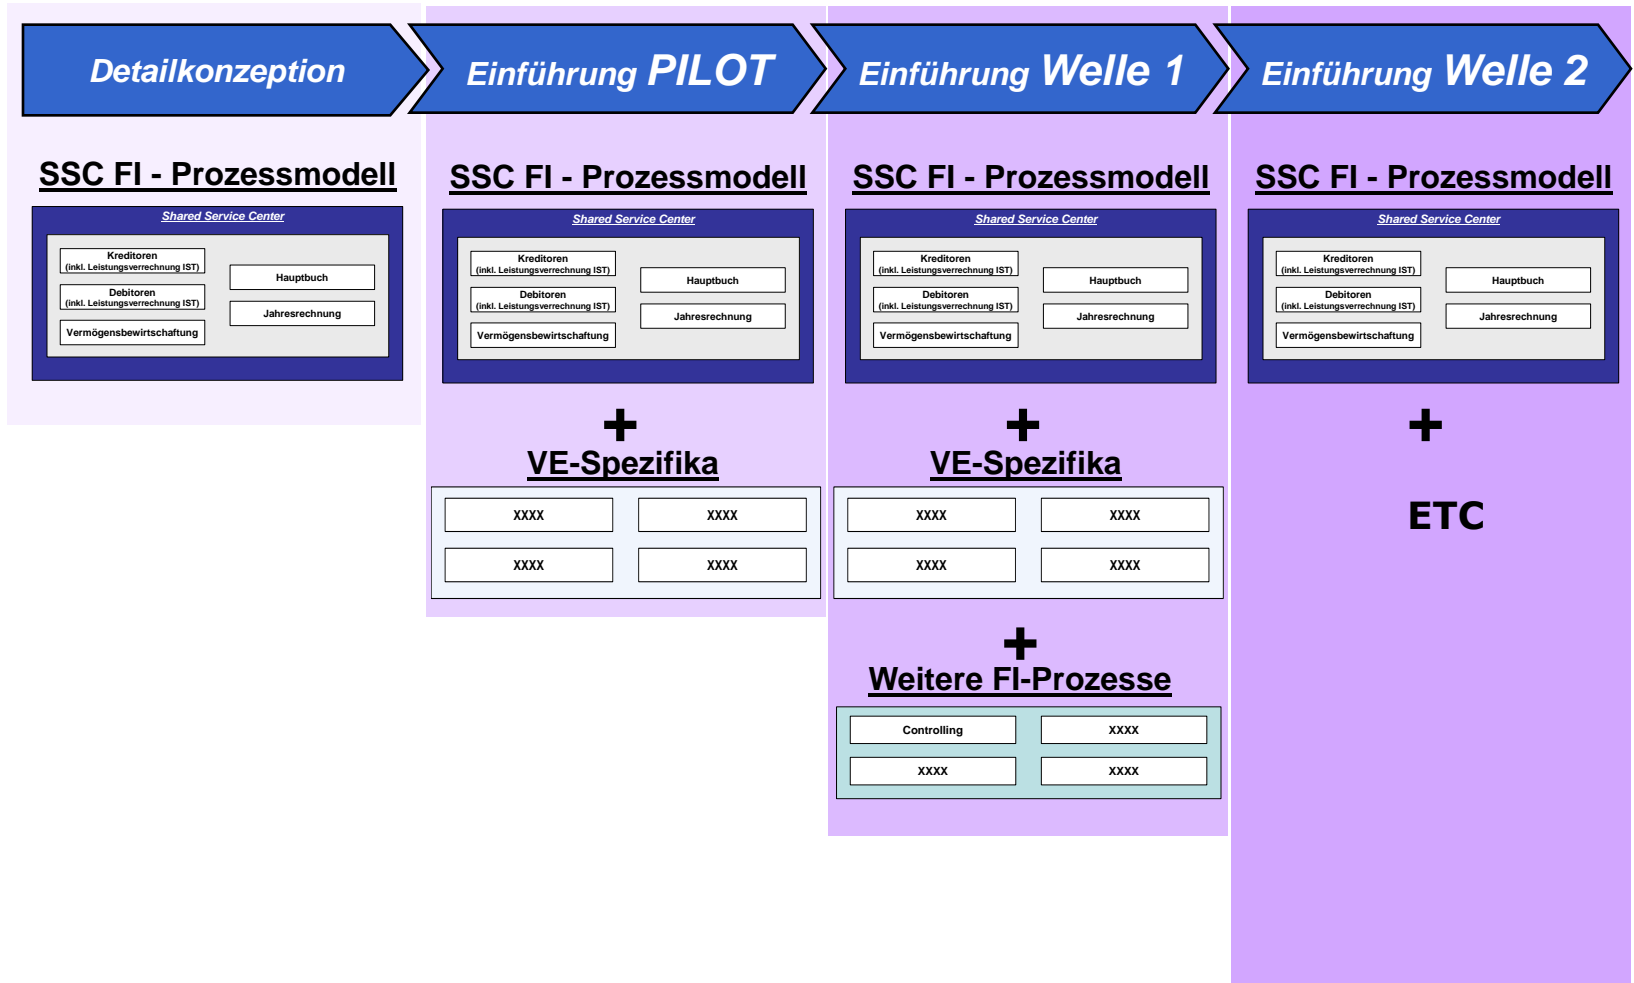 Detailkonzeption
Einführung PILOT
Einführung Welle 1
Einführung Welle 2
SSC FI - Prozessmodell
Shared Service Center
Kreditoren
(inkl. Leistungsverrechnung IST)
Debitoren
(inkl. Leistungsverrechnung IST)
Vermögensbewirtschaftung
Hauptbuch
Jahresrechnung
SSC FI - Prozessmodell
Shared Service Center
Kreditoren
(inkl. Leistungsverrechnung IST)
Debitoren
(inkl. Leistungsverrechnung IST)
Vermögensbewirtschaftung
Hauptbuch
Jahresrechnung
+
VE-Spezifika
XXXX
XXXX
XXXX
XXXX
SSC FI - Prozessmodell
Shared Service Center
Kreditoren
(inkl. Leistungsverrechnung IST)
Debitoren
(inkl. Leistungsverrechnung IST)
Vermögensbewirtschaftung
Hauptbuch
Jahresrechnung
+
VE-Spezifika
XXXX
XXXX
XXXX
XXXX
+
Weitere FI-Prozesse
Controlling
XXXX
XXXX
XXXX
SSC FI - Prozessmodell
Shared Service Center
Kreditoren
(inkl. Leistungsverrechnung IST)
Debitoren
(inkl. Leistungsverrechnung IST)
Vermögensbewirtschaftung
Hauptbuch
Jahresrechnung
+
ETC